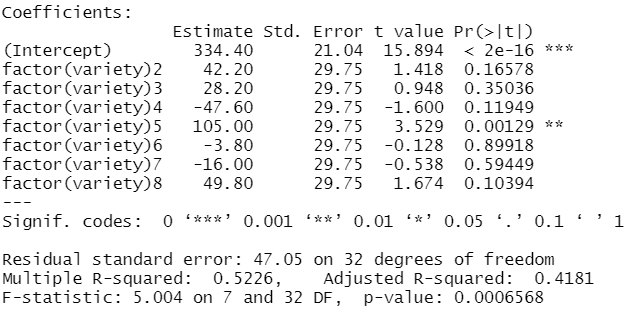 Coefficients:
                 Estimate Std. Error t value Pr(>|t|)
(Intercept)        334.40      21.04  15.894  < 2e-16 ***
factor(variety)2    42.20      29.75   1.418  0.16578
factor(variety)3    28.20      29.75   0.948  0.35036
factor(variety)4   -47.60      29.75  -1.600  0.11949
factor(variety)5   105.00      29.75   3.529  0.00129 **
factor(variety)6    -3.80      29.75  -0.128  0.89918
factor(variety)7   -16.00      29.75  -0.538  0.59449
factor(variety)8    49.80      29.75   1.674  0.10394
---
Signif. codes:  0 ‘***’ 0.001 ‘**’ 0.01 ‘*’ 0.05 ‘.’ 0.1 ‘ ’ 1
Residual standard error: 47.05 on 32 degrees of freedom
Multiple R-squared:  0.5226,	Adjusted R-squared:  0.4181
F-statistic: 5.004 on 7 and 32 DF,  p-value: 0.0006568